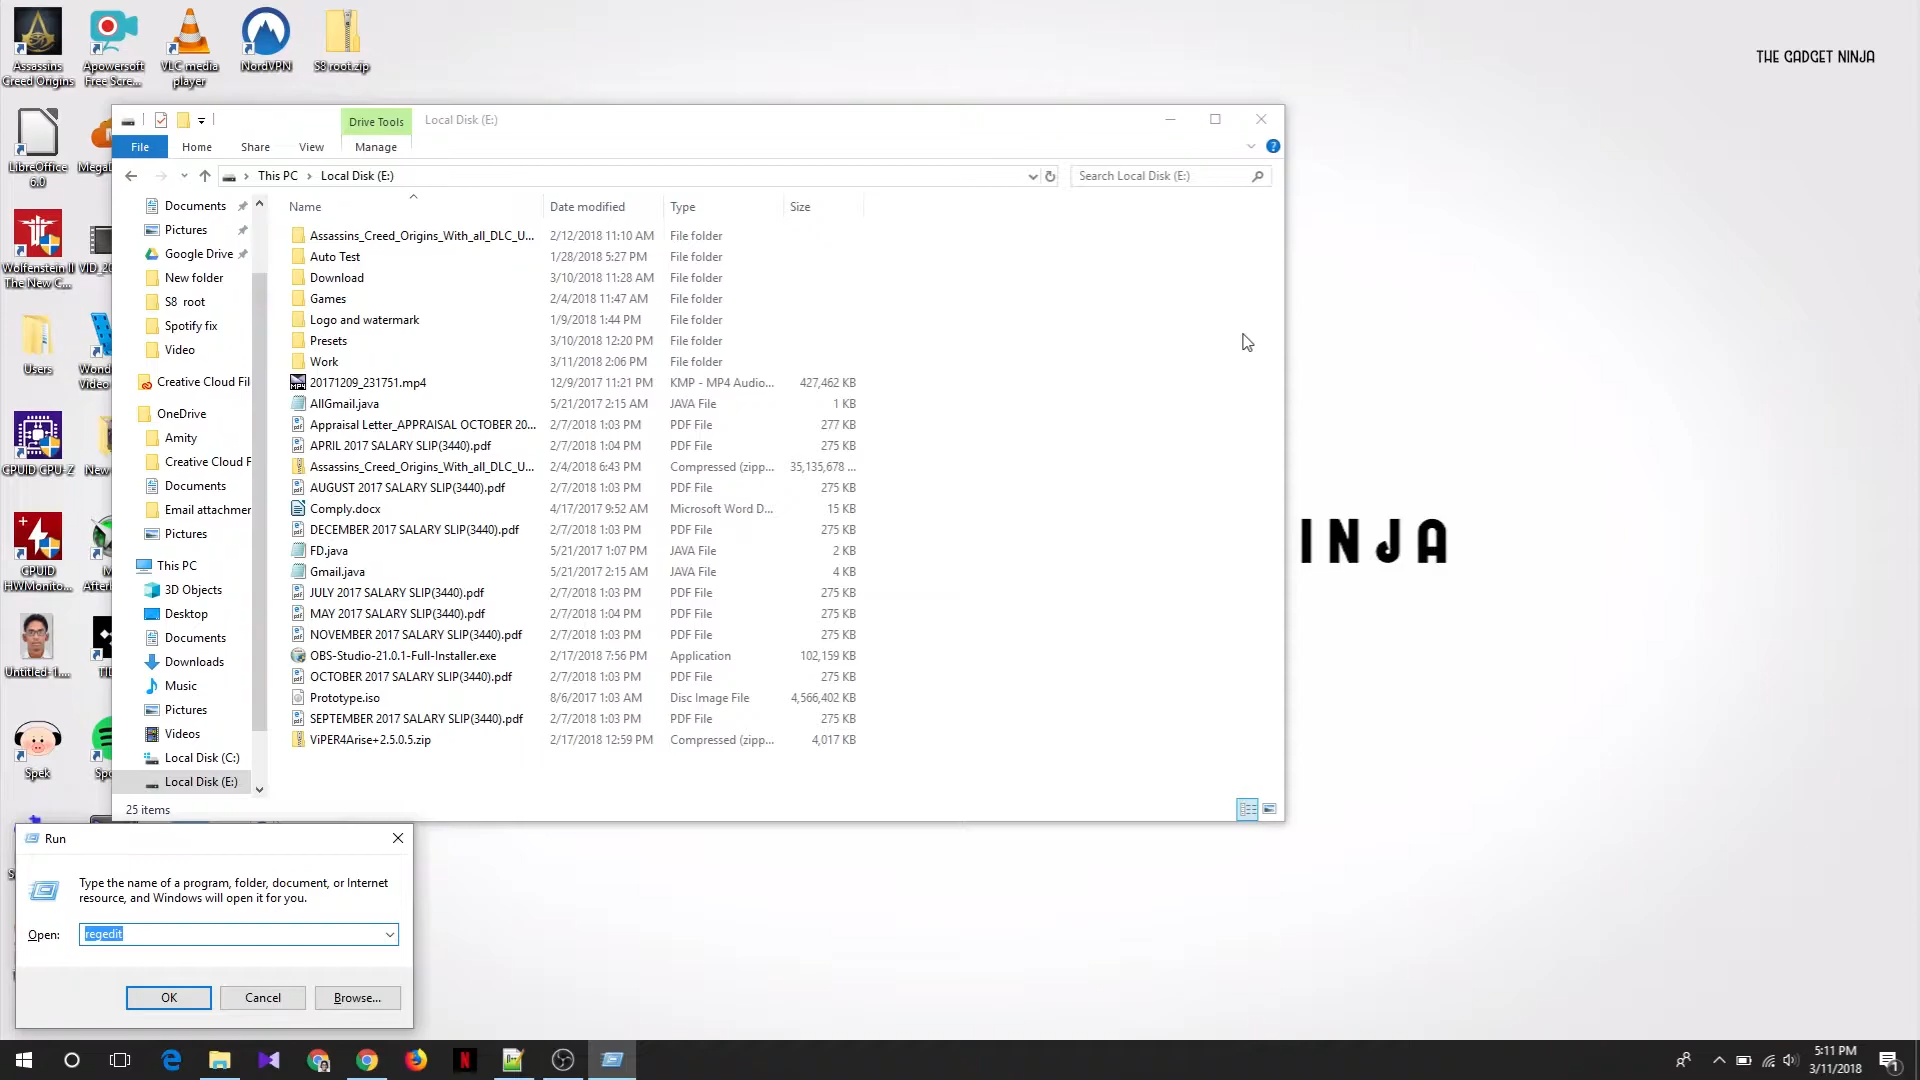 Assassins
Creed Origins
Apowersoft
Free Scre...
VLC media
player
NordVPN
S8 root.zip
THE GADGET NINJA
LibreOffice
6.0
Wolfenstein II
The New C...
Users
CPUID GPU-Z
CPUID
HWMonito...
Untitled-1....
Spek
Drive Tools
Local Disk (E:)
File
Home
Share
View
Manage
This PC
Local Disk (E:)
Search Local Disk (E:)
Documents
Pictures
Google Drive
New folder
S8 root
Spotify fix
Video
Creative Cloud Fil
OneDrive
Amity
Creative Cloud F
Documents
Email attachmen
Pictures
This PC
3D Objects
Desktop
Documents
Downloads
Music
Pictures
Videos
Local Disk (C:)
Local Disk (E:)
Name Date modified Type Size
Assassins_Creed_Origins_With_all_DLC_U... 2/12/2018 11:10 AM File folder
Auto Test 1/28/2018 5:27 PM File folder
Download 3/10/2018 11:28 AM File folder
Games 2/4/2018 11:47 AM File folder
Logo and watermark 1/9/2018 1:44 PM File folder
Presets 3/10/2018 12:20 PM File folder
Work 3/11/2018 2:06 PM File folder
20171209_231751.mp4 12/9/2017 11:21 PM KMP - MP4 Audio... 427,462 KB
AllGmail.java 5/21/2017 2:15 AM JAVA File 1 KB
Appraisal Letter_APPRAISAL OCTOBER 20... 2/7/2018 1:03 PM PDF File 277 KB
APRIL 2017 SALARY SLIP(3440).pdf 2/7/2018 1:04 PM PDF File 275 KB
Assassins_Creed_Origins_With_all_DLC_U... 2/4/2018 6:43 PM Compressed (zipp... 35,135,678 ...
AUGUST 2017 SALARY SLIP(3440).pdf 2/7/2018 1:03 PM PDF File 275 KB
Comply.docx 4/17/2017 9:52 AM Microsoft Word D... 15 KB
DECEMBER 2017 SALARY SLIP(3440).pdf 2/7/2018 1:03 PM PDF File 275 KB
FD.java 5/21/2017 1:07 PM JAVA File 2 KB
Gmail.java 5/21/2017 2:15 AM JAVA File 4 KB
JULY 2017 SALARY SLIP(3440).pdf 2/7/2018 1:03 PM PDF File 275 KB
MAY 2017 SALARY SLIP(3440).pdf 2/7/2018 1:04 PM PDF File 275 KB
NOVEMBER 2017 SALARY SLIP(3440).pdf 2/7/2018 1:03 PM PDF File 275 KB
OBS-Studio-21.0.1-Full-Installer.exe 2/17/2018 7:56 PM Application 102,159 KB
OCTOBER 2017 SALARY SLIP(3440).pdf 2/7/2018 1:03 PM PDF File 275 KB
Prototype.iso 8/6/2017 1:03 AM Disc Image File 4,566,402 KB
SEPTEMBER 2017 SALARY SLIP(3440).pdf 2/7/2018 1:03 PM PDF File 275 KB
ViPER4Arise+2.5.0.5.zip 2/17/2018 12:59 PM Compressed (zipp... 4,017 KB
25 items
INJA
Run
Type the name of a program, folder, document, or Internet
resource, and Windows will open it for you.
Open: regedit
OK Cancel Browse...
5:11 PM
3/11/2018